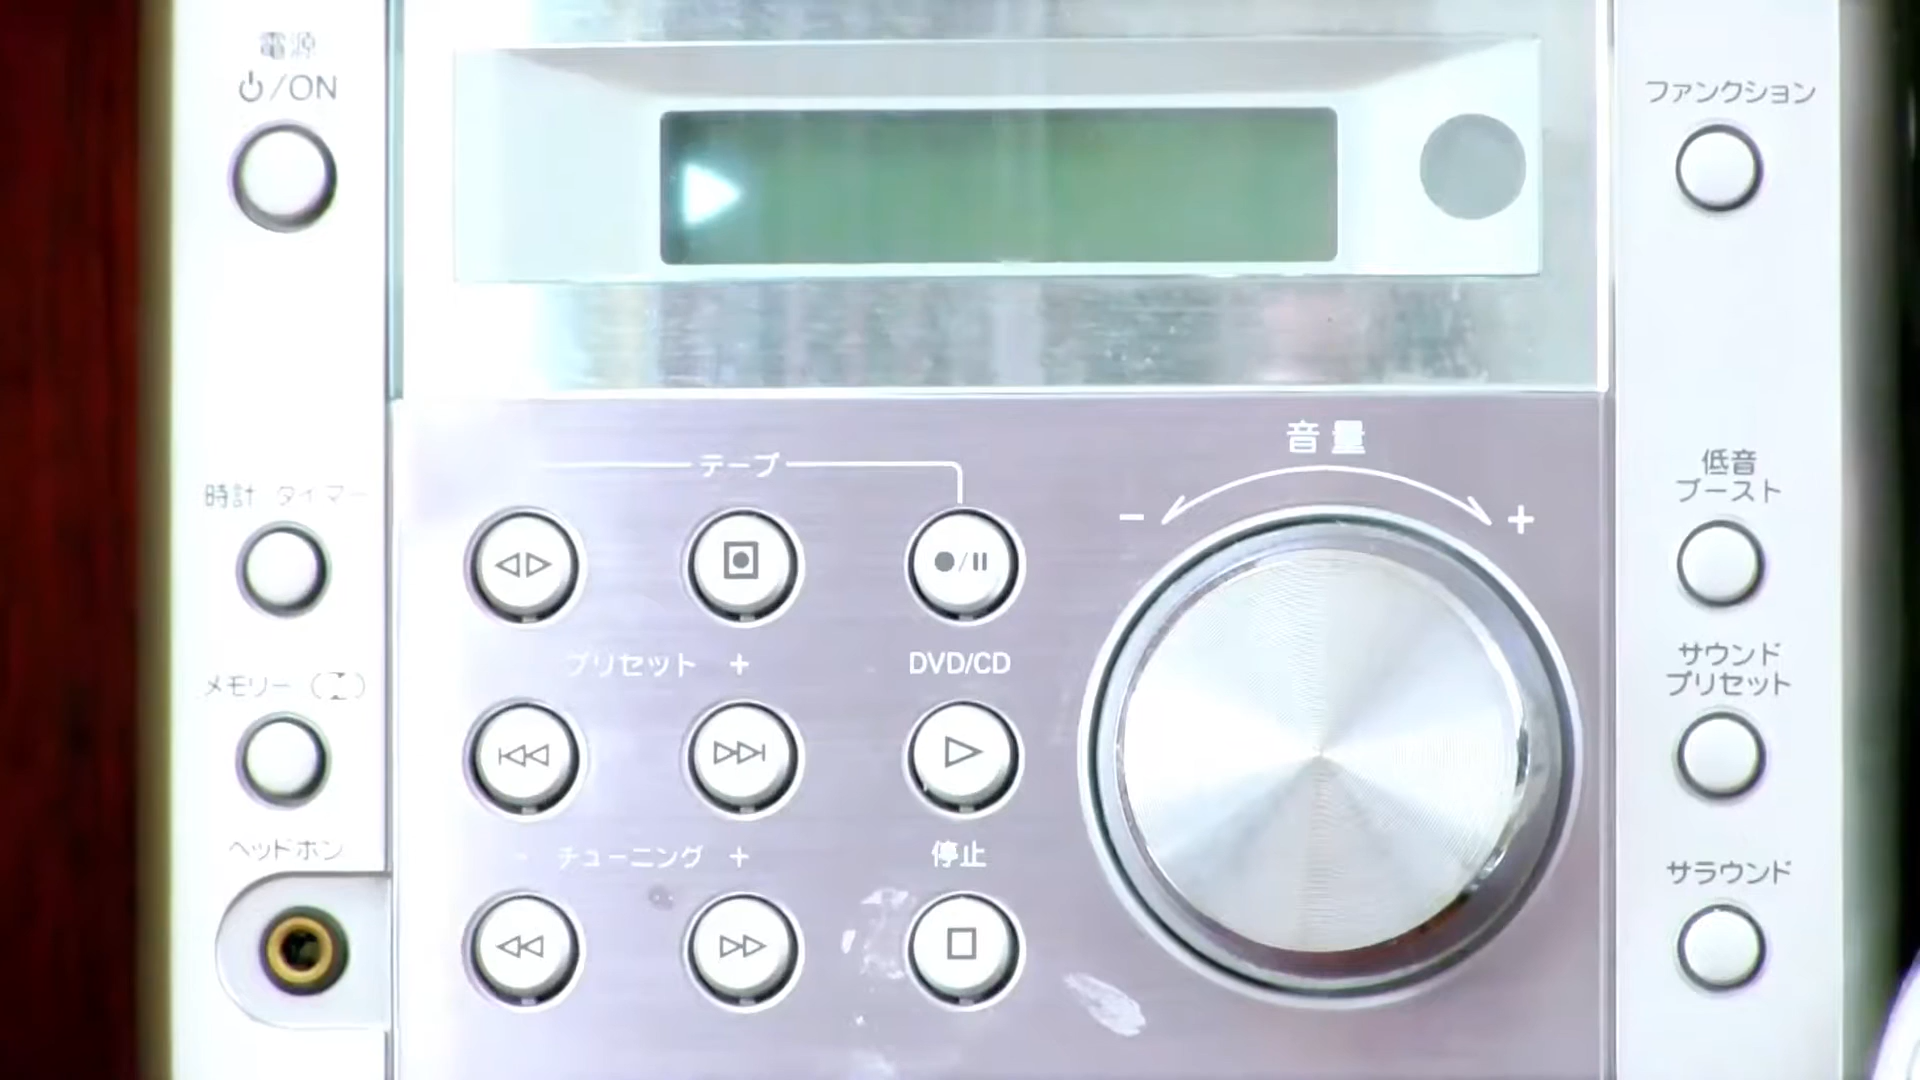 電源
⏻/ON
ファンクション
音量
- +
テープ
低音
ブースト
時計 タイマー
●/II
サウンド
プリセット
プリセット +
DVD/CD
メモリー
ヘッドホン
- チューニング +
停止
サラウンド